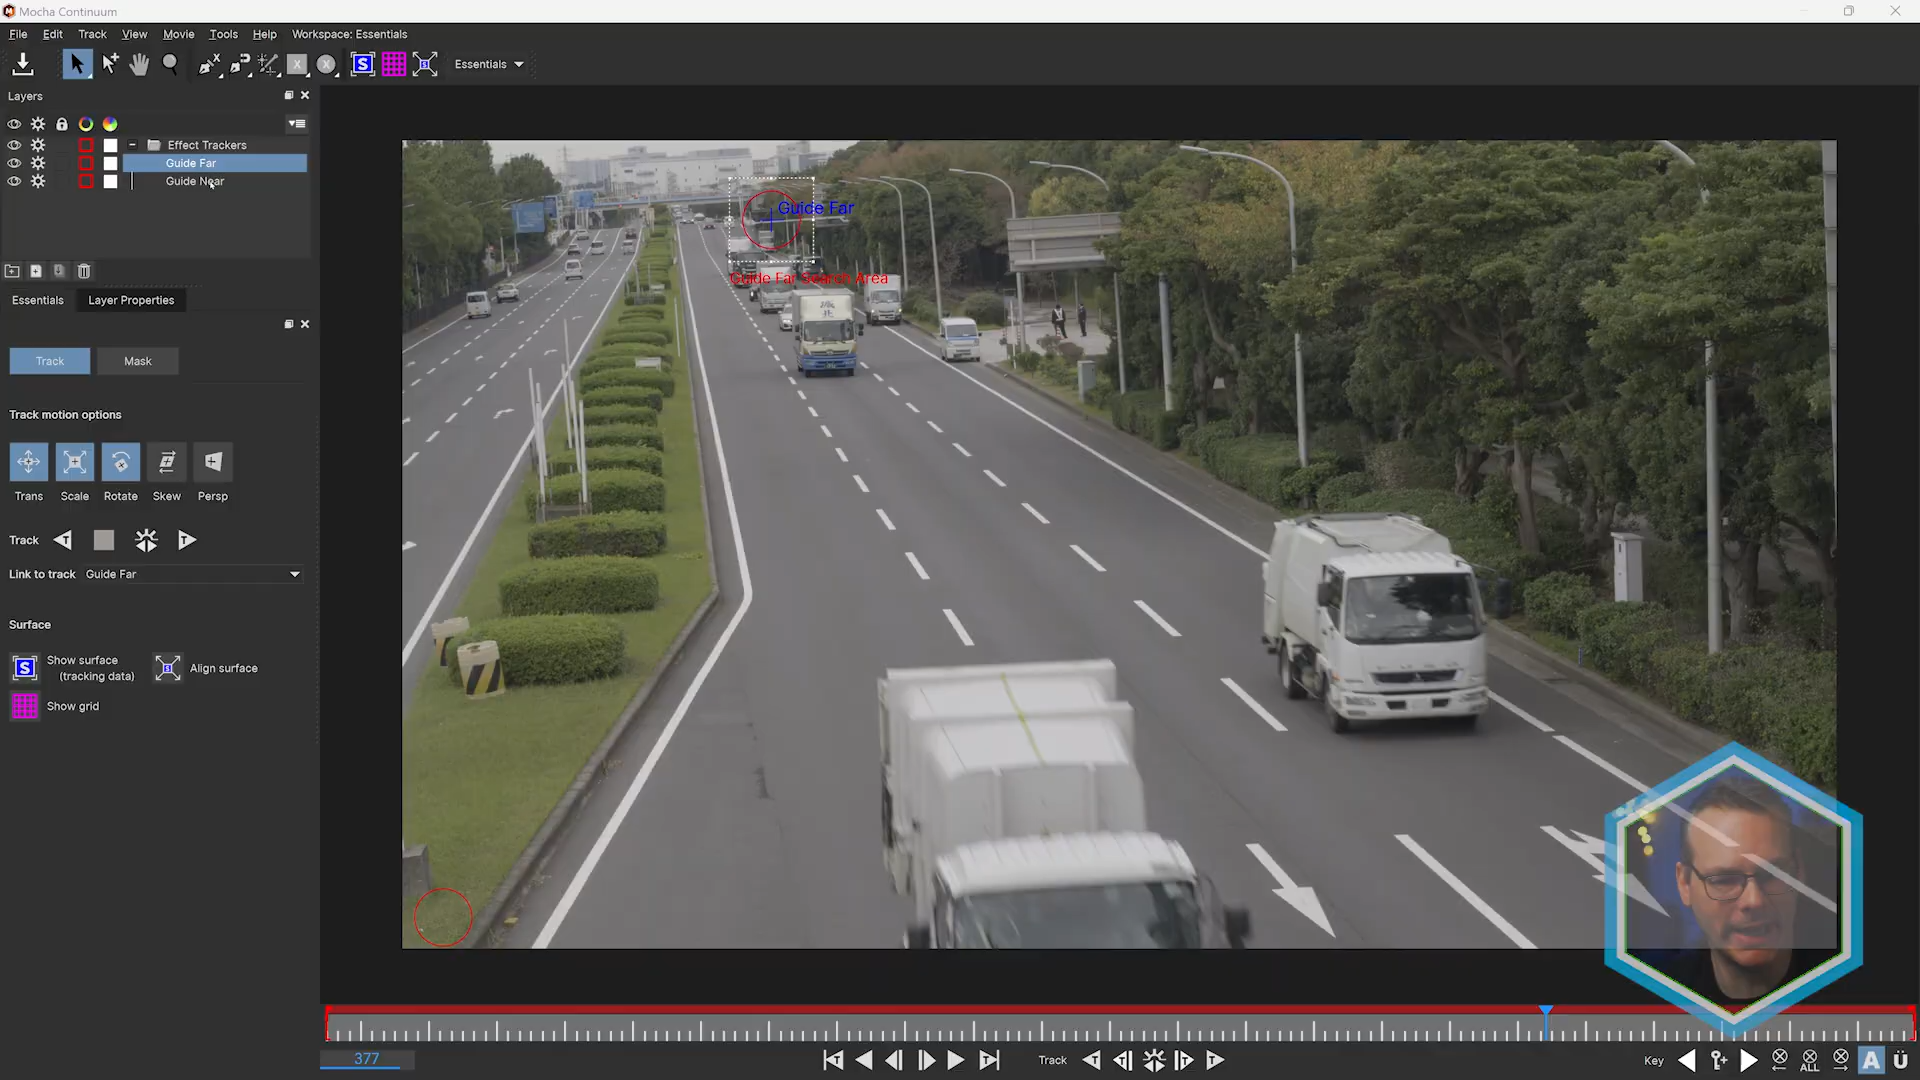 Mocha Continuum
File Edit Track View Movie Tools Help Workspace: Essentials
Essentials
Layers
Effect Trackers
Guide Far
Guide Near
Essentials Layer Properties
Track Mask
Track motion options
Trans Scale Rotate Skew Persp
Track
Link to track Guide Far
Surface
Show surface
(tracking data)
Align surface
Show grid
Guide Far
Guide Far Search Area
377
Track
Key
ALL
A Ü